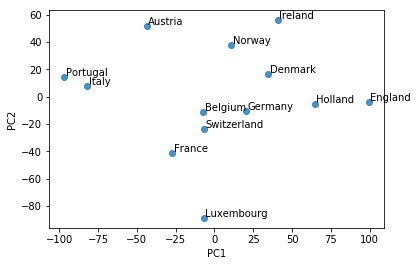 60
40
20
0
−20
−40
−60
−80
PC2
Ireland
Austria
Norway
Denmark
Portugal
Italy
England
Holland
Belgium
Germany
Switzerland
France
Luxembourg
−100
−75
−50
−25
0
25
50
75
100
PC1